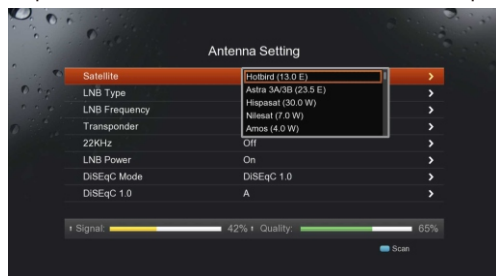 Antenna Setting
Satellite Hotbird (13.0 E)
LNB Type Astra 3A/3B (23.5 E)
Hispasat (30.0 W)
LNB Frequency Nilesat (7.0 W)
Transponder Amos (4.0 W)
22KHz Off
LNB Power On
DiSEqC Mode DiSEqC 1.0
DiSEqC 1.0 A
Signal: 42% Quality: 65%
Scan